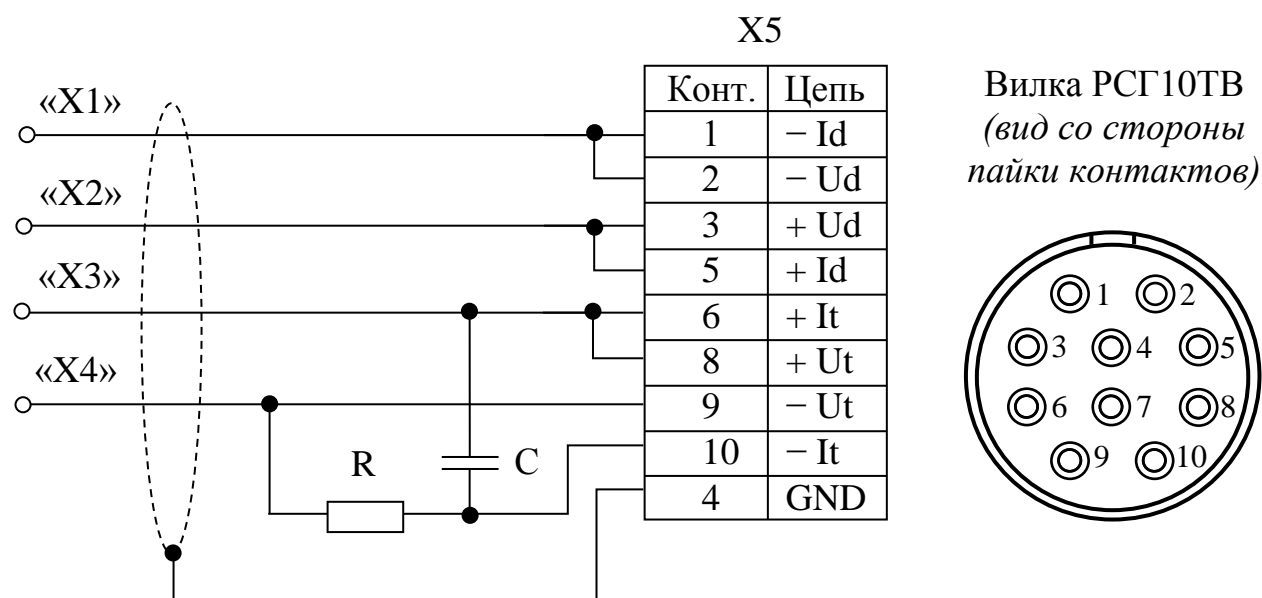 X5
Конт. Цепь
«X1»
1 − Id
2 − Ud
«X2»
3 + Ud
5 + Id
«X3»
6 + It
8 + Ut
«X4»
9 − Ut
10 − It
4 GND
R
C
Вилка РСГ10ТВ
(вид со стороны
пайки контактов)
1 2
3 4 5
6 7 8
9 10